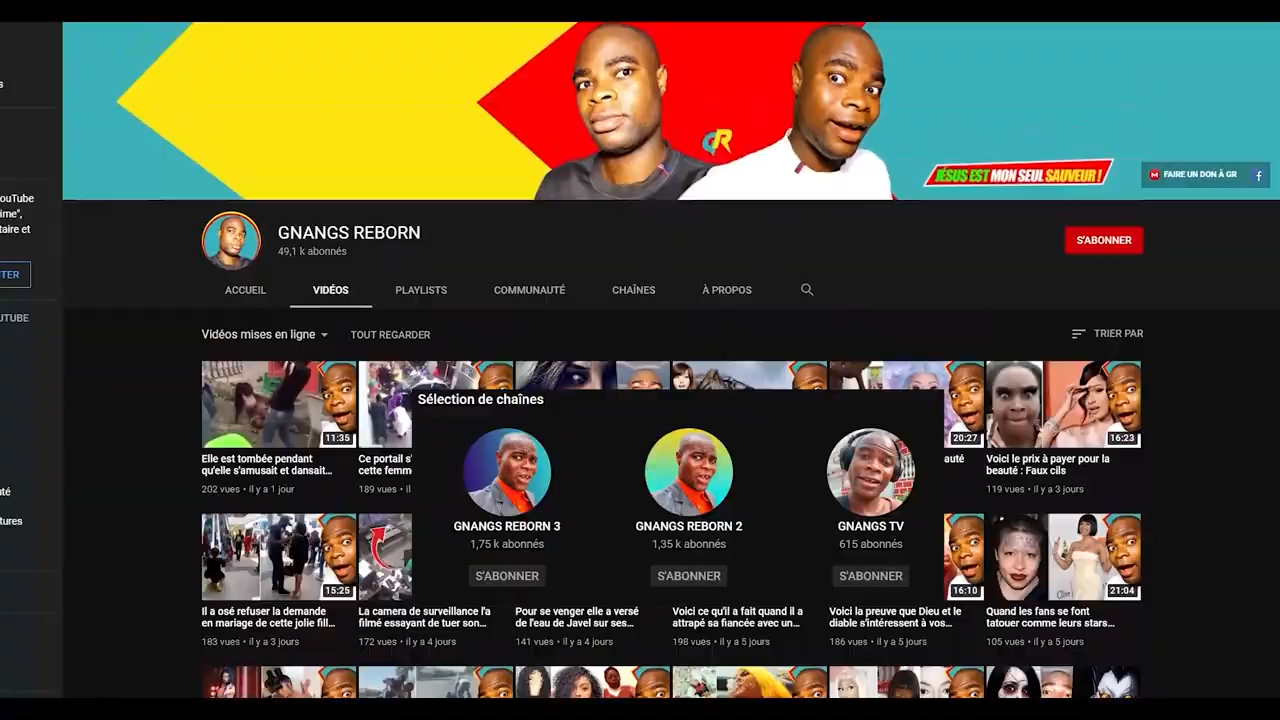 JÉSUS EST MON SEUL SAUVEUR !
FAIRE UN DON À GR
s
GNANGS REBORN
49,1 k abonnés
S'ABONNER
ouTube
ime",
taire et
TER
UTUBE
ACCUEIL
VIDÉOS
PLAYLISTS
COMMUNAUTÉ
CHAÎNES
À PROPOS
Vidéos mises en ligne
TOUT REGARDER
TRIER PAR
11:35
20:27
16:23
Elle est tombée pendant
qu'elle s'amusait et dansait...
202 vues • il y a 1 jour
Ce portail s'
cette femm
189 vues • il
auté
Voici le prix à payer pour la
beauté : Faux cils
119 vues • il y a 3 jours
Sélection de chaînes
GNANGS REBORN 3
1,75 k abonnés
S'ABONNER
GNANGS REBORN 2
1,35 k abonnés
S'ABONNER
GNANGS TV
615 abonnés
S'ABONNER
té
tures
15:25
16:10
21:04
Il a osé refuser la demande
en mariage de cette jolie fill...
183 vues • il y a 3 jours
La camera de surveillance l'a
filmé essayant de tuer son...
172 vues • il y a 4 jours
Pour se venger elle a versé
de l'eau de Javel sur ses...
141 vues • il y a 4 jours
Voici ce qu'il a fait quand il a
attrapé sa fiancée avec un...
198 vues • il y a 5 jours
Voici la preuve que Dieu et le
diable s'intéressent à vos...
186 vues • il y a 5 jours
Quand les fans se font
tatouer comme leurs stars...
105 vues • il y a 5 jours